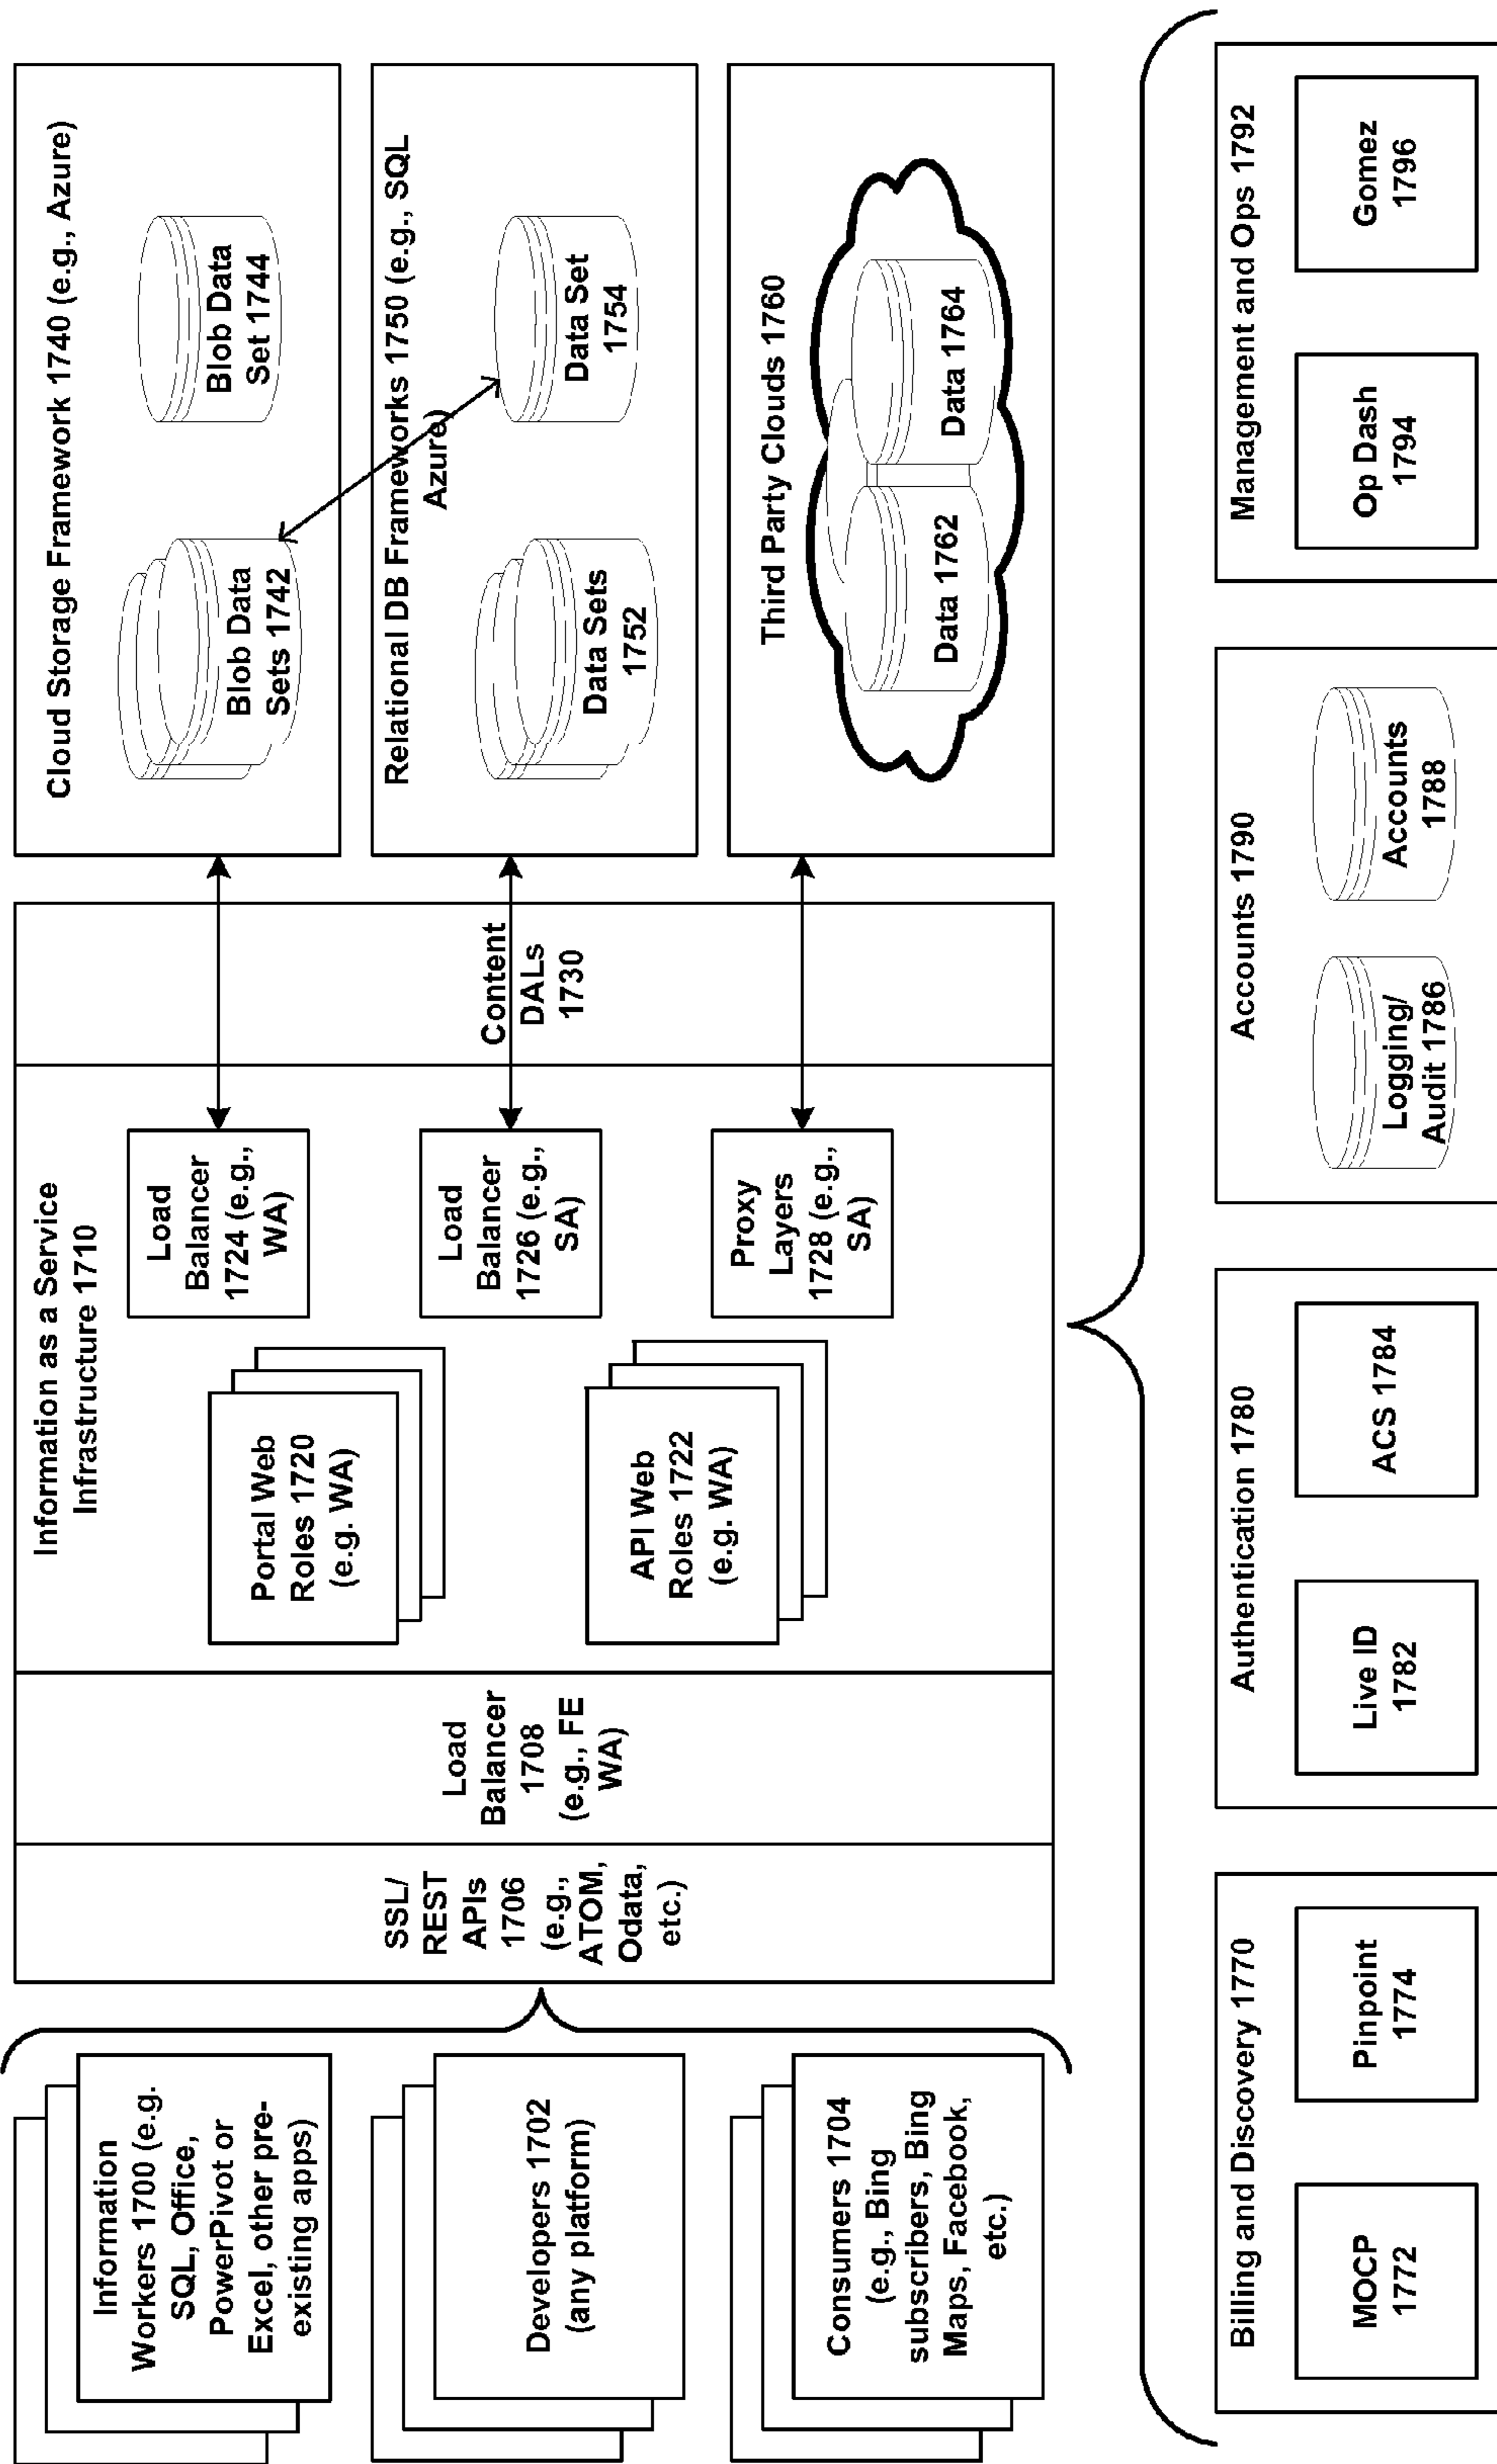 Information
Workers 1700 (e.g.
SQL, Office,
PowerPivot or
Excel, other pre-
existing apps)
Developers 1702
(any platform)
Consumers 1704
(e.g., Bing
subscribers, Bing
Maps, Facebook,
etc.)
SSL/
REST
APIs
1706
(e.g.,
ATOM,
Odata,
etc.)
Load
Balancer
1708
(e.g., FE
WA)
Information as a Service
Infrastructure 1710
Portal Web
Roles 1720
(e.g. WA)
API Web
Roles 1722
(e.g. WA)
Load
Balancer
1724 (e.g.,
WA)
Load
Balancer
1726 (e.g.,
SA)
Proxy
Layers
1728 (e.g.,
SA)
Content
DALs
1730
Cloud Storage Framework 1740 (e.g., Azure)
Blob Data
Sets 1742
Blob Data
Set 1744
Relational DB Frameworks 1750 (e.g., SQL
Azure)
Data Sets
1752
Data Set
1754
Third Party Clouds 1760
Data 1762
Data 1764
Billing and Discovery 1770
MOCP
1772
Pinpoint
1774
Authentication 1780
Live ID
1782
ACS 1784
Accounts 1790
Logging/
Audit 1786
Accounts
1788
Management and Ops 1792
Op Dash
1794
Gomez
1796